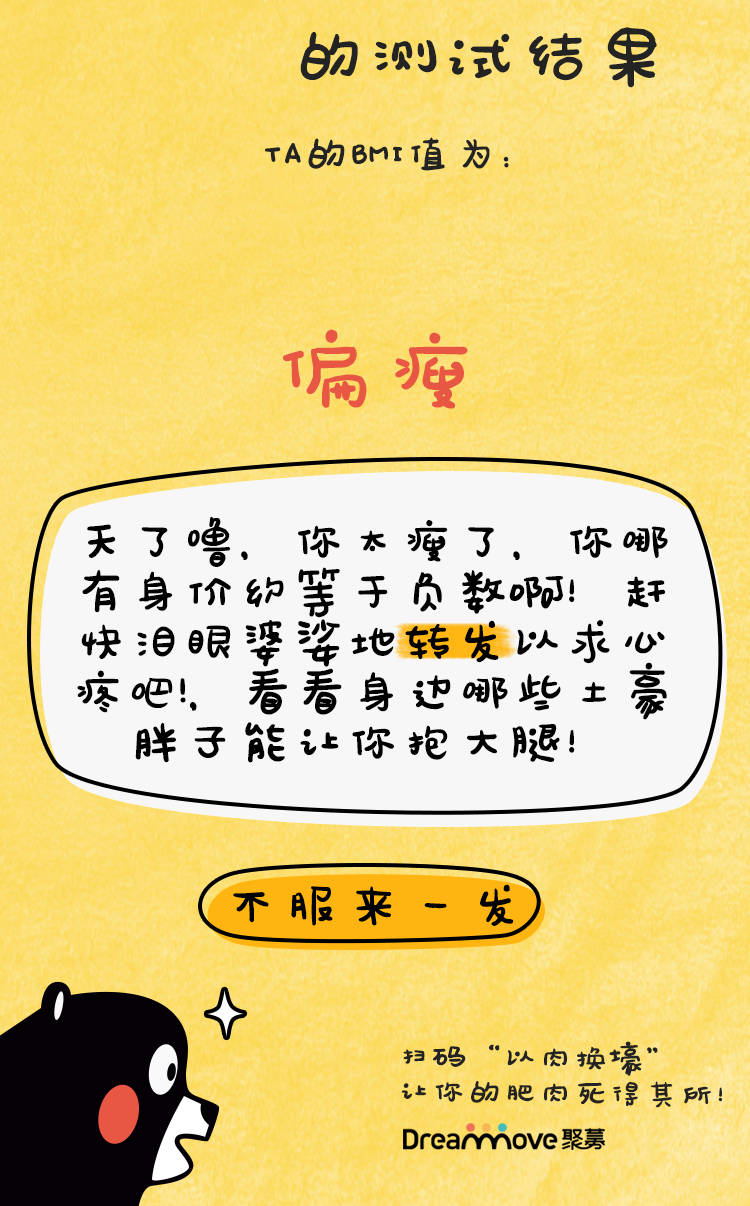 的测试结果
TA的BMI值为：
偏瘦
天了噜，你太瘦了，你哪
有身价约等于负数啊！赶
快泪眼婆娑地转发以求心
疼吧！，看看身边哪些土豪
胖子能让你抱大腿！
不服来一发
扫码“以肉换壕”
让你的肥肉死得其所！
Dreammove聚募